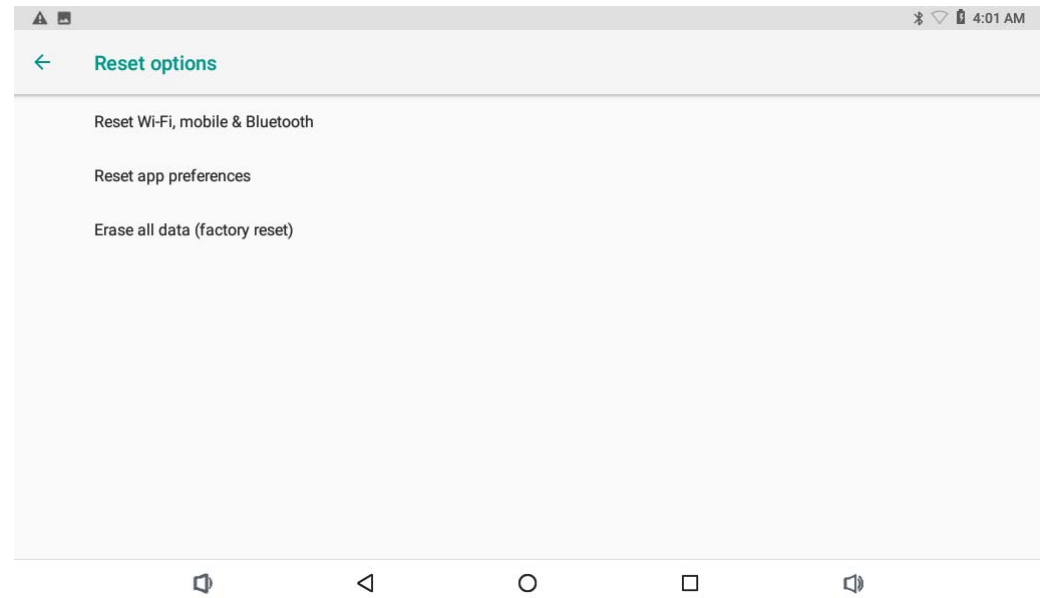 4:01 AM
Reset options
Reset Wi-Fi, mobile & Bluetooth
Reset app preferences
Erase all data (factory reset)